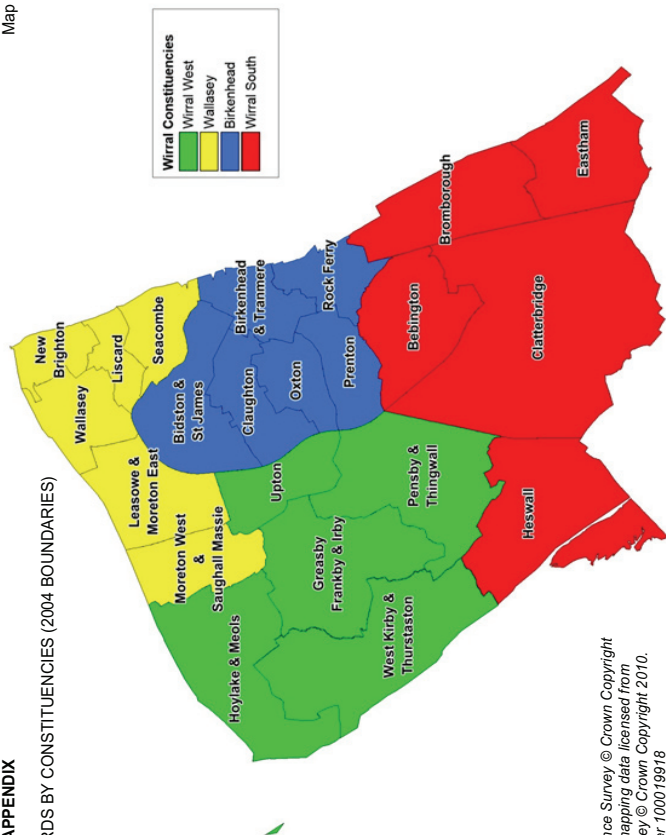 APPENDIX
Map
RDS BY CONSTITUENCIES (2004 BOUNDARIES)
Wirral Constituencies
Wirral West
Wallasey
Birkenhead
Wirral South
New
Brighton
Wallasey
Liscard
Seacombe
Leasowe &
Moreton East
Moreton West
&
Saughall Massie
Bidston &
St James
Birkenhead
& Tranmere
Claughton
Oxton
Rock Ferry
Prenton
Upton
Hoylake & Meols
Greasby
Frankby & Irby
Pensby &
Thingwall
West Kirby &
Thurstaston
Heswall
Bebington
Bromborough
Clatterbridge
Eastham
nce Survey © Crown Copyright
mapping data licensed from
ey © Crown Copyright 2010.
er 100019918